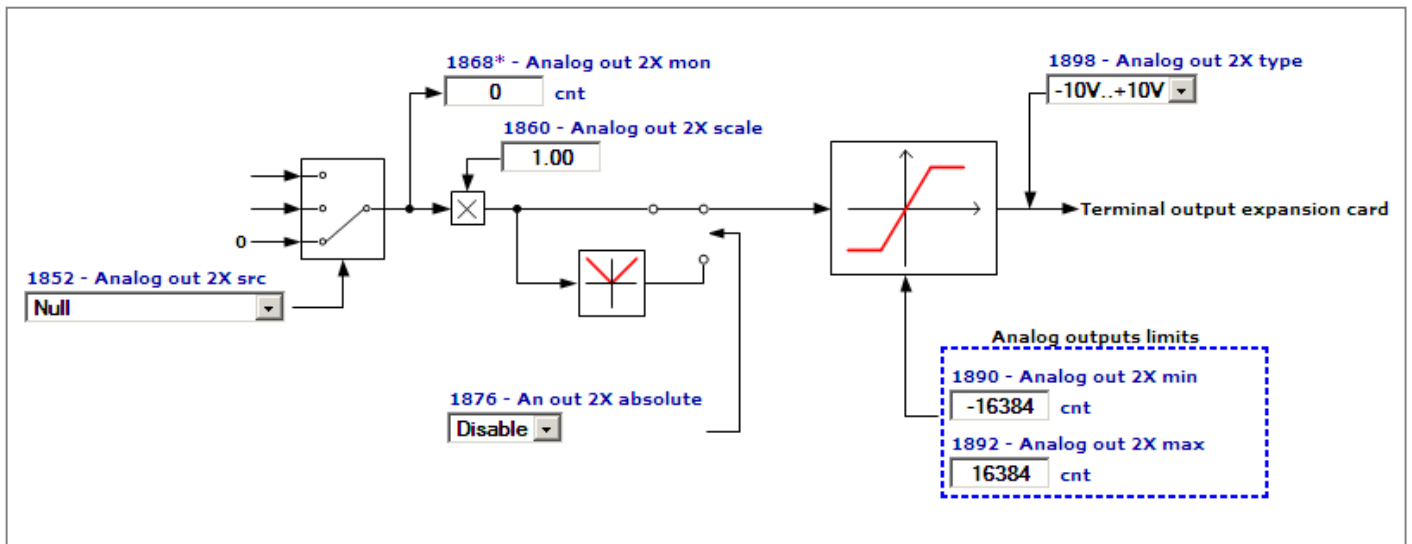 1868* - Analog out 2X mon
0 cnt
1898 - Analog out 2X type
-10V..+10V
1860 - Analog out 2X scale
1.00
Terminal output expansion card
0
1852 - Analog out 2X src
Null
Analog outputs limits
1890 - Analog out 2X min
-16384 cnt
1876 - An out 2X absolute
Disable
1892 - Analog out 2X max
16384 cnt